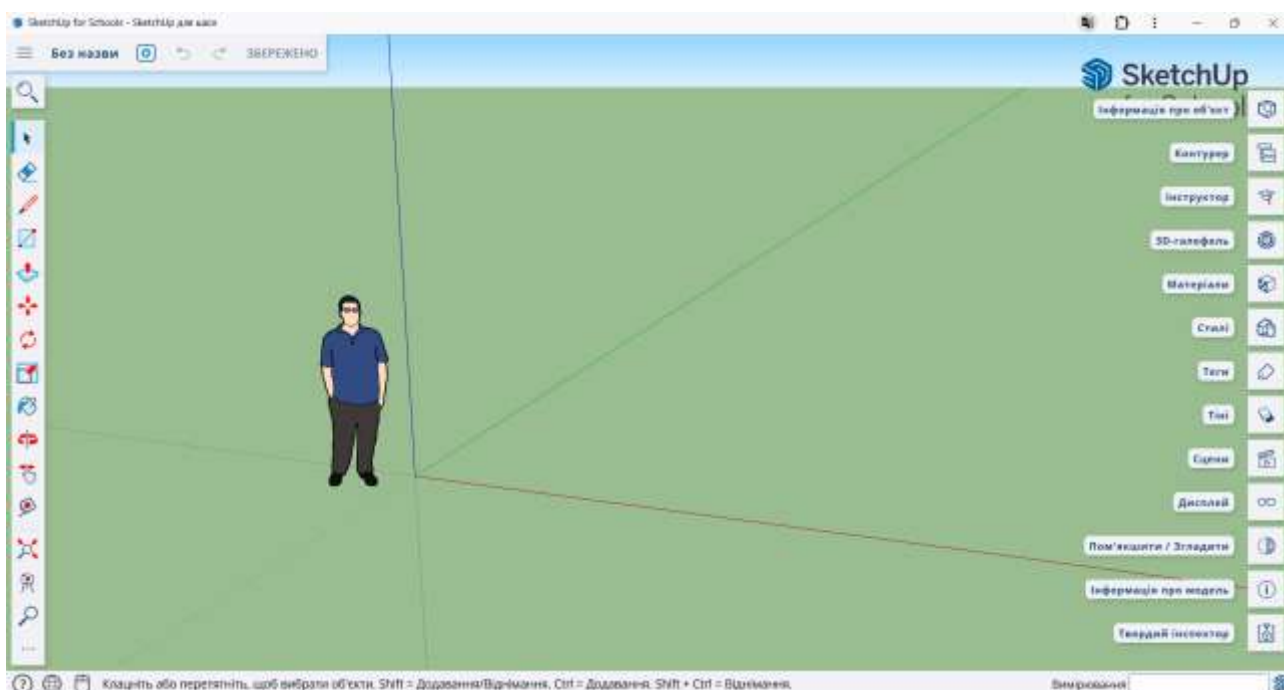 SketchUp for Schools - SketchUp для шкіл
Без назви
ЗБЕРЕЖЕНО
SketchUp
Інформація про об'єкт
Контурер
Інструктор
3D-галефель
Матеріали
Стилі
Теги
Тіні
Сцени
Дисплей
Пом'якшити / Згладити
Інформація про модель
Твердий інспектор
Клацніть або перетягніть, щоб вибрати об'єкти. Shift = Додавання/Віднімання. Ctrl = Додавання. Shift + Ctrl = Віднімання.
Вимірювання